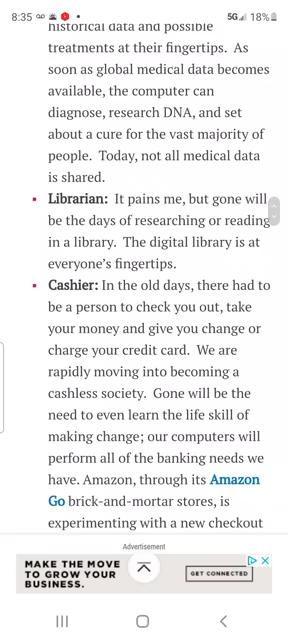 8:35
5G 18%
historical data and possible
treatments at their fingertips. As
soon as global medical data becomes
available, the computer can
diagnose, research DNA, and set
about a cure for the vast majority of
people. Today, not all medical data
is shared.
▪ Librarian: It pains me, but gone will
be the days of researching or reading
in a library. The digital library is at
everyone’s fingertips.
▪ Cashier: In the old days, there had to
be a person to check you out, take
your money and give you change or
charge your credit card. We are
rapidly moving into becoming a
cashless society. Gone will be the
need to even learn the life skill of
making change; our computers will
perform all of the banking needs we
have. Amazon, through its Amazon
Go brick-and-mortar stores, is
experimenting with a new checkout
Advertisement
MAKE THE MOVE
TO GROW YOUR
BUSINESS.
GET CONNECTED